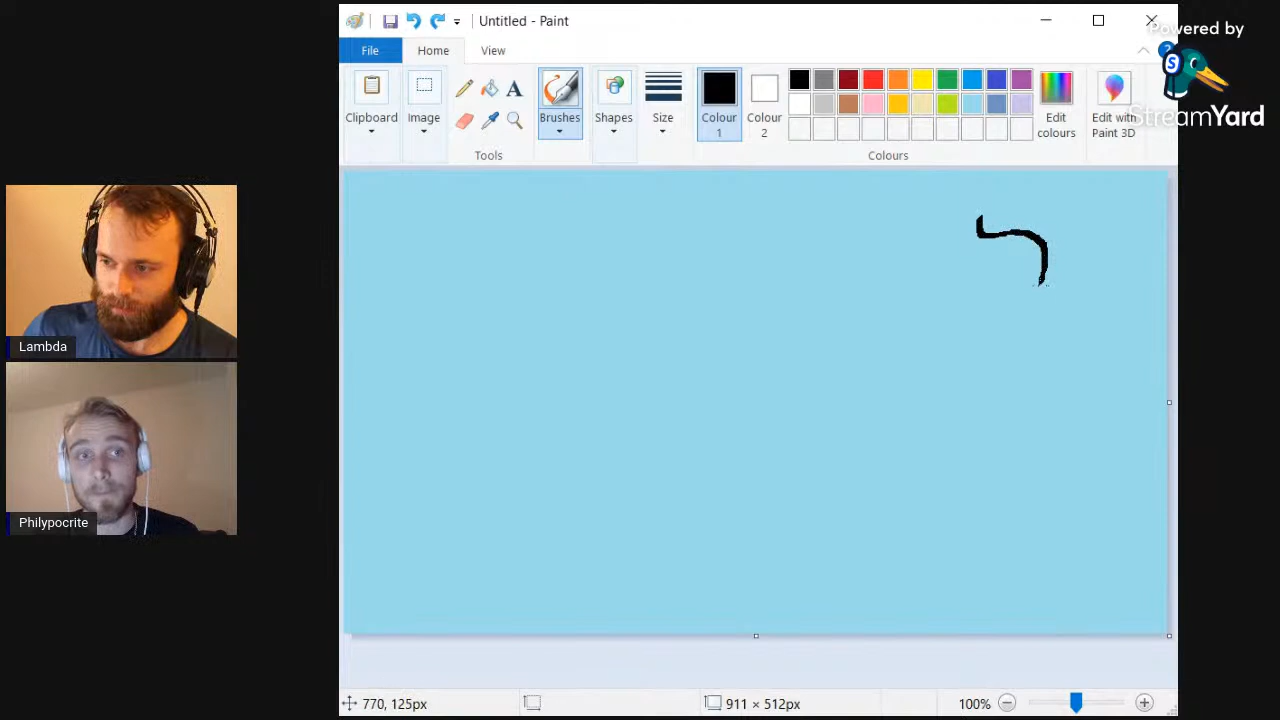 Untitled - Paint
Powered by
StreamYard
File Home View
Clipboard
Image
Tools
Brushes
Shapes
Size
Colour 1
Colour 2
Edit colours
Edit with Paint 3D
Colours
ך
Lambda
Philypocrite
770, 125px
911 × 512px
100%